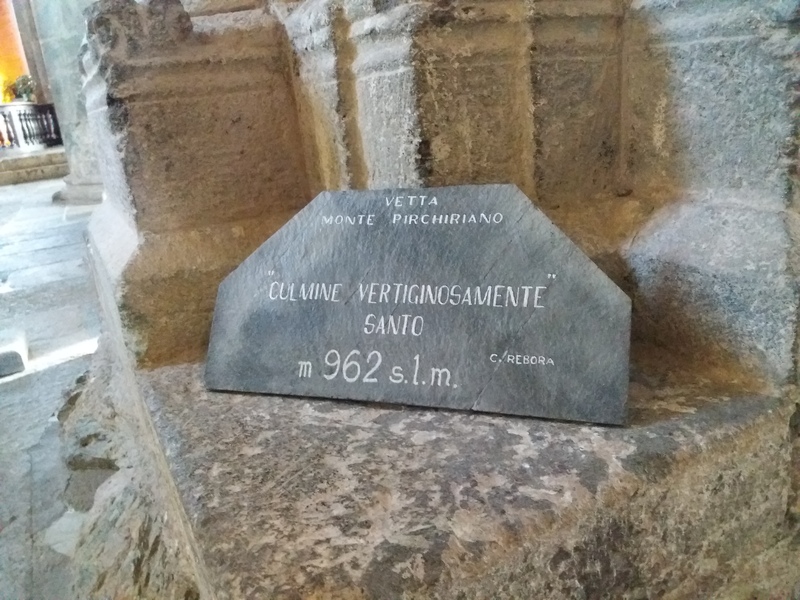 VETTA
MONTE PIRCHIRIANO
"CULMINE VERTIGINOSAMENTE"
SANTO
C. REBORA
m 962 s.l.m.